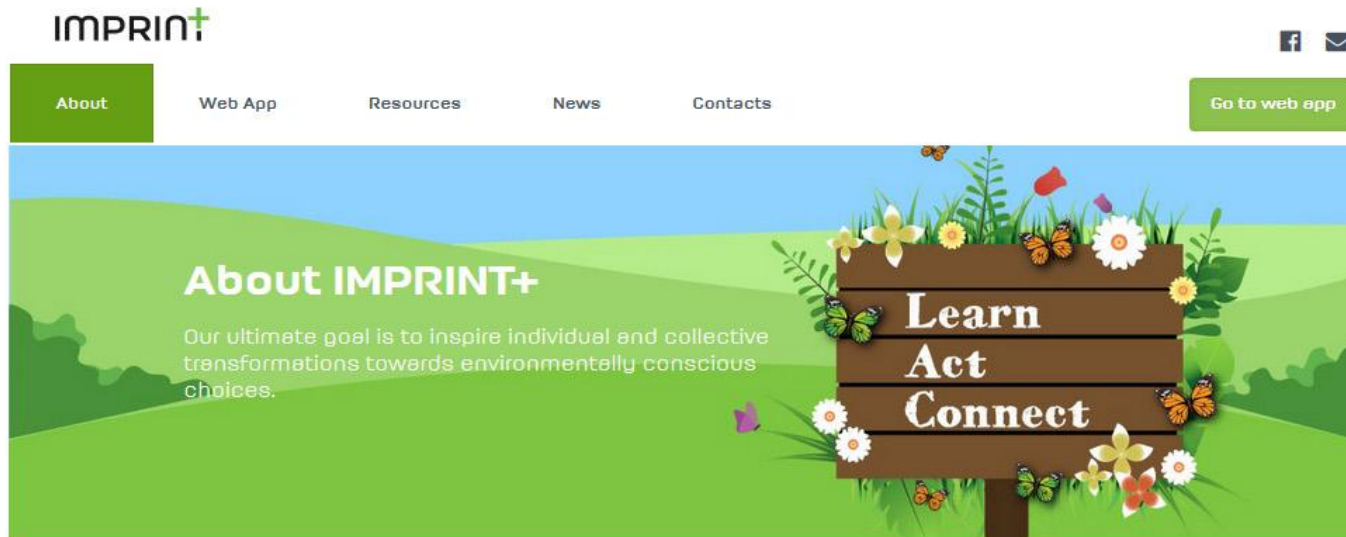 IMPRINT
About Web App Resources News Contacts Go to web app
About IMPRINT+
Our ultimate goal is to inspire individual and collective
transformations towards environmentally conscious
choices.
Learn
Act
Connect